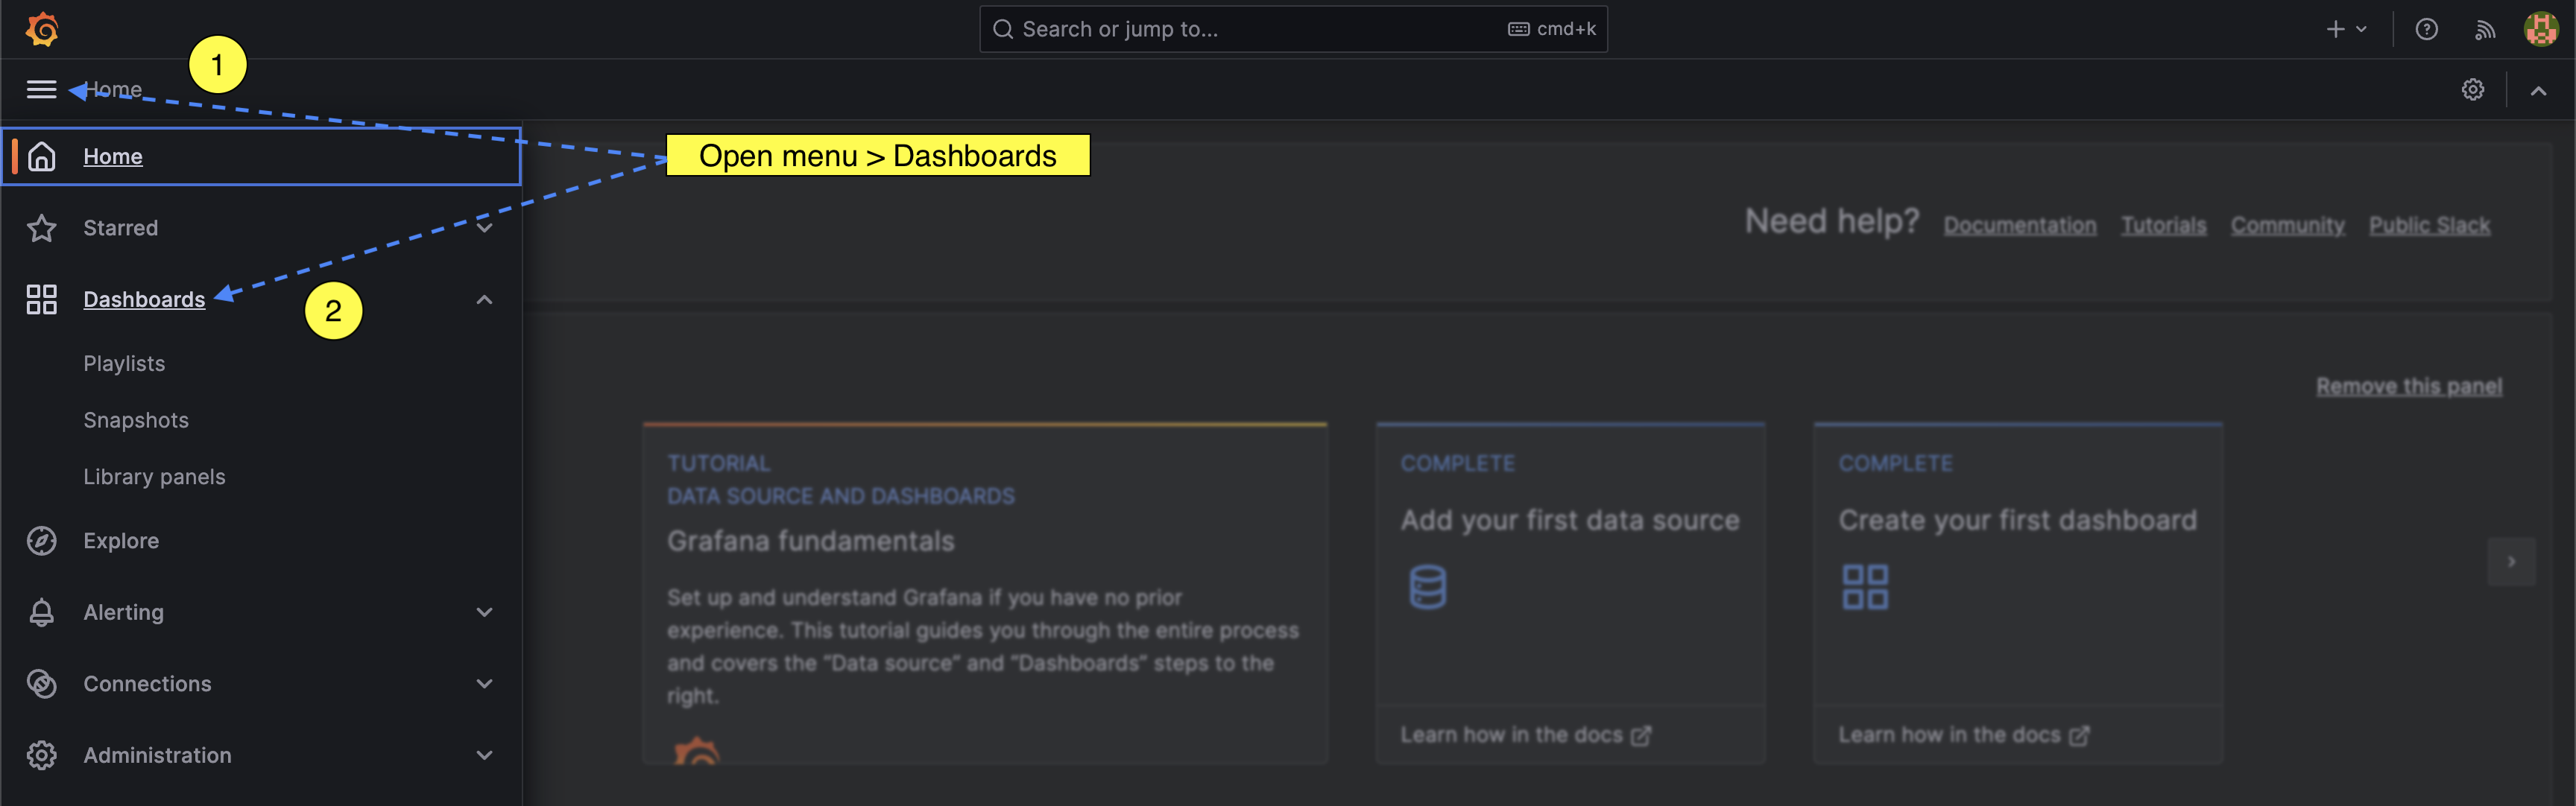 Search or jump to...
cmd+k
1
Home
Open menu > Dashboards
Home
Starred
Need help? Documentation Tutorials Community Public Slack
Dashboards
2
Playlists
Snapshots
Library panels
Explore
Alerting
Connections
Administration
Remove this panel
TUTORIAL
DATA SOURCE AND DASHBOARDS
Grafana fundamentals
Set up and understand Grafana if you have no prior
experience. This tutorial guides you through the entire process
and covers the “Data source” and “Dashboards” steps to the
right.
COMPLETE
Add your first data source
Learn how in the docs
COMPLETE
Create your first dashboard
Learn how in the docs